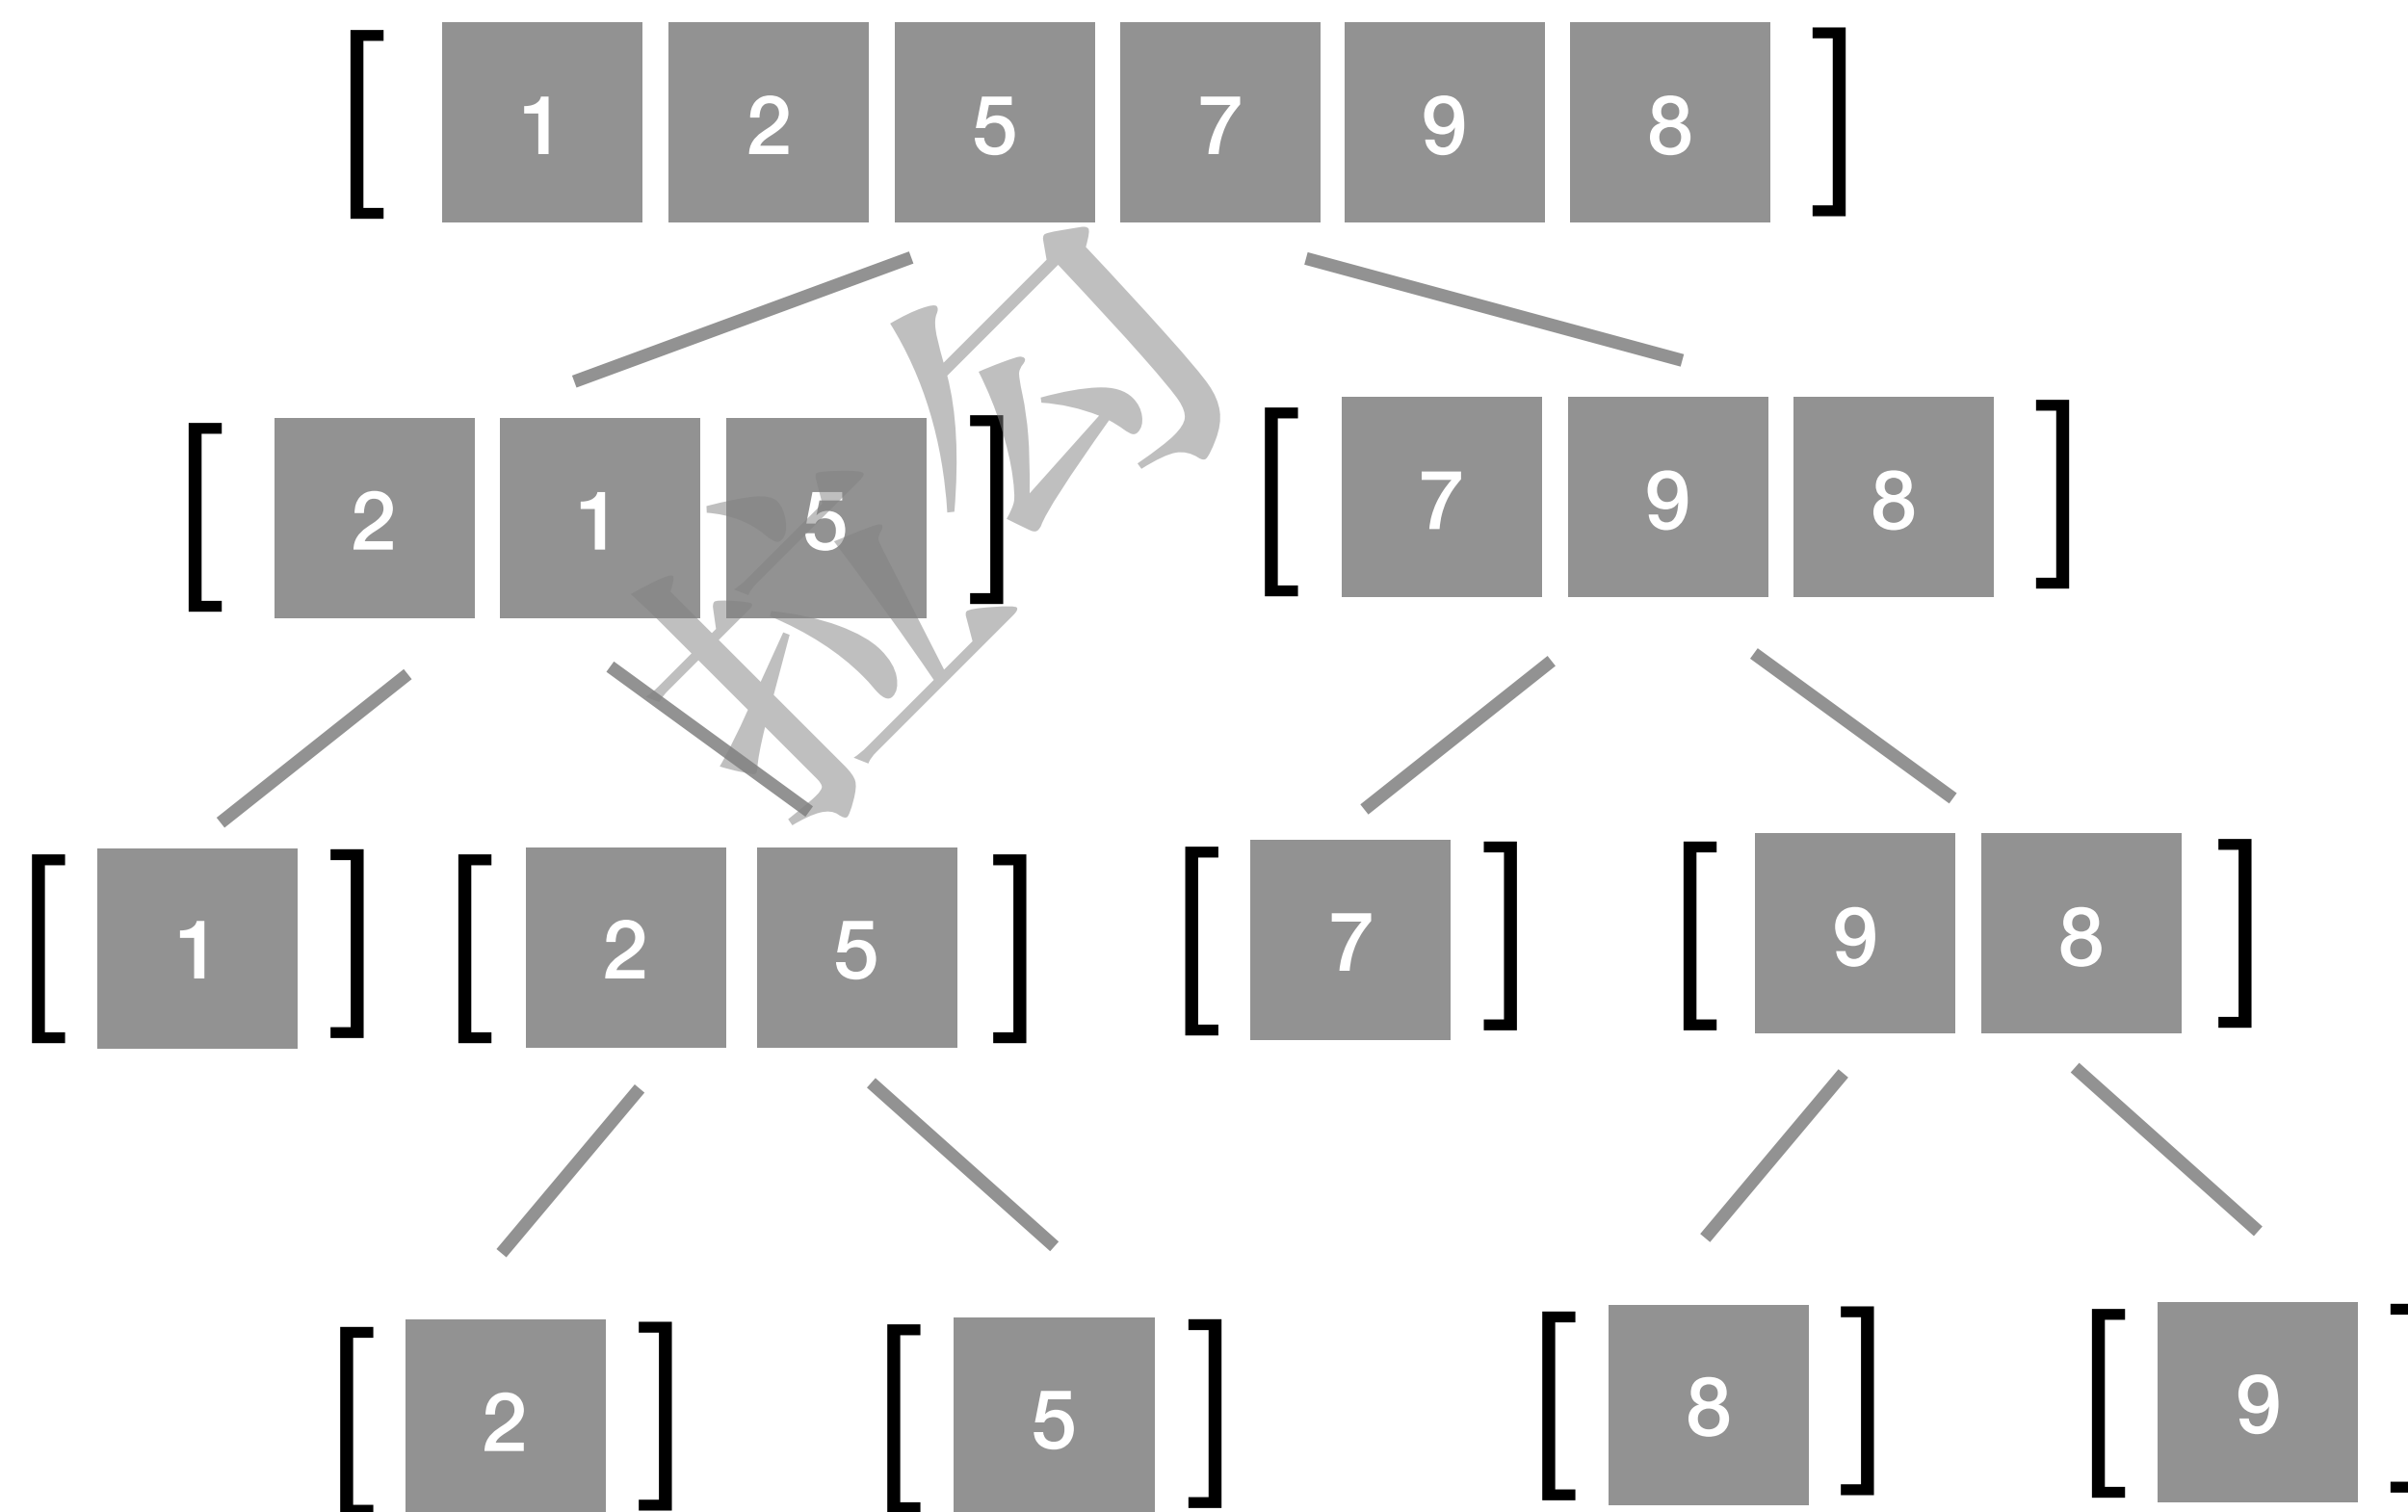 [ 1 2 5 7 9 8 ]
[ 2 1 5 ] [ 7 9 8 ]
[ 1 ] [ 2 5 ] [ 7 ] [ 9 8 ]
[ 2 ] [ 5 ] [ 8 ] [ 9 ]